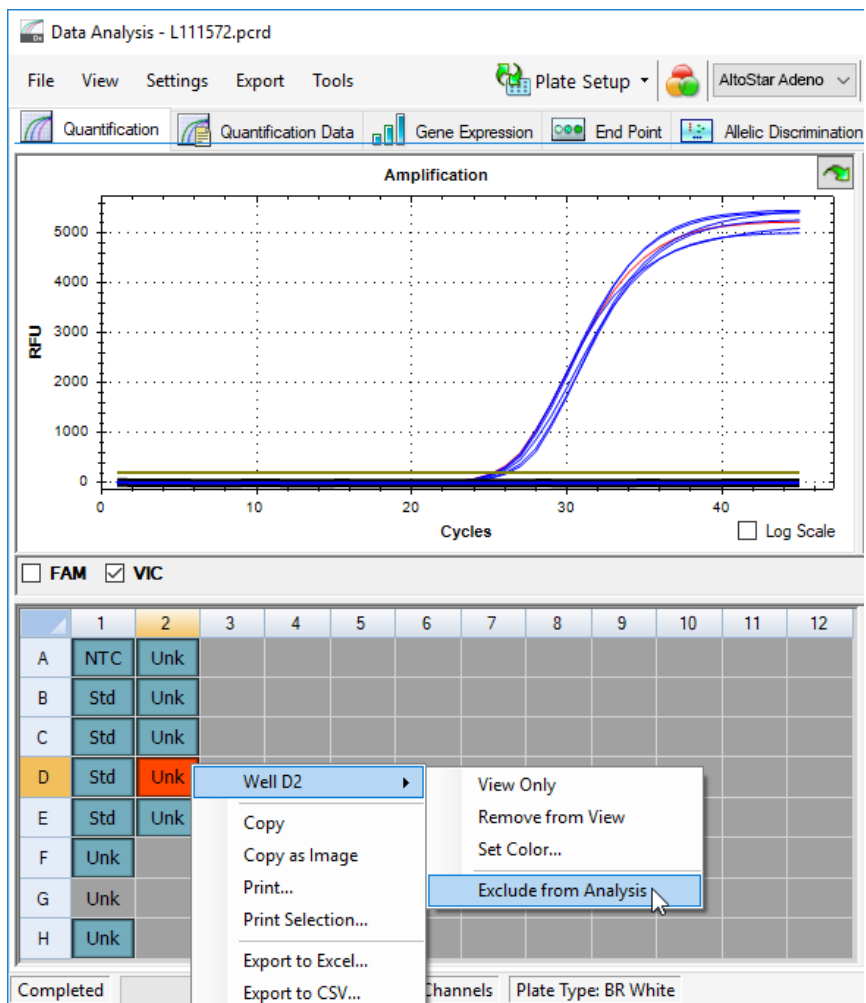 Data Analysis - L111572.pcrd
File View Settings Export Tools Plate Setup AltoStar Adeno
Quantification Quantification Data Gene Expression End Point Allelic Discrimination
Amplification
5000
4000
3000
2000
1000
0
RFU
0 10 20 30 40
Cycles
Log Scale
FAM VIC
1 2 3 4 5 6 7 8 9 10 11 12
A NTC Unk
B Std Unk
C Std Unk
D Std Unk
E Std Unk
F Unk
G Unk
H Unk
Well D2
Copy
Copy as Image
Print...
Print Selection...
Export to Excel...
Export to CSV...
View Only
Remove from View
Set Color...
Exclude from Analysis
Completed Channels Plate Type: BR White